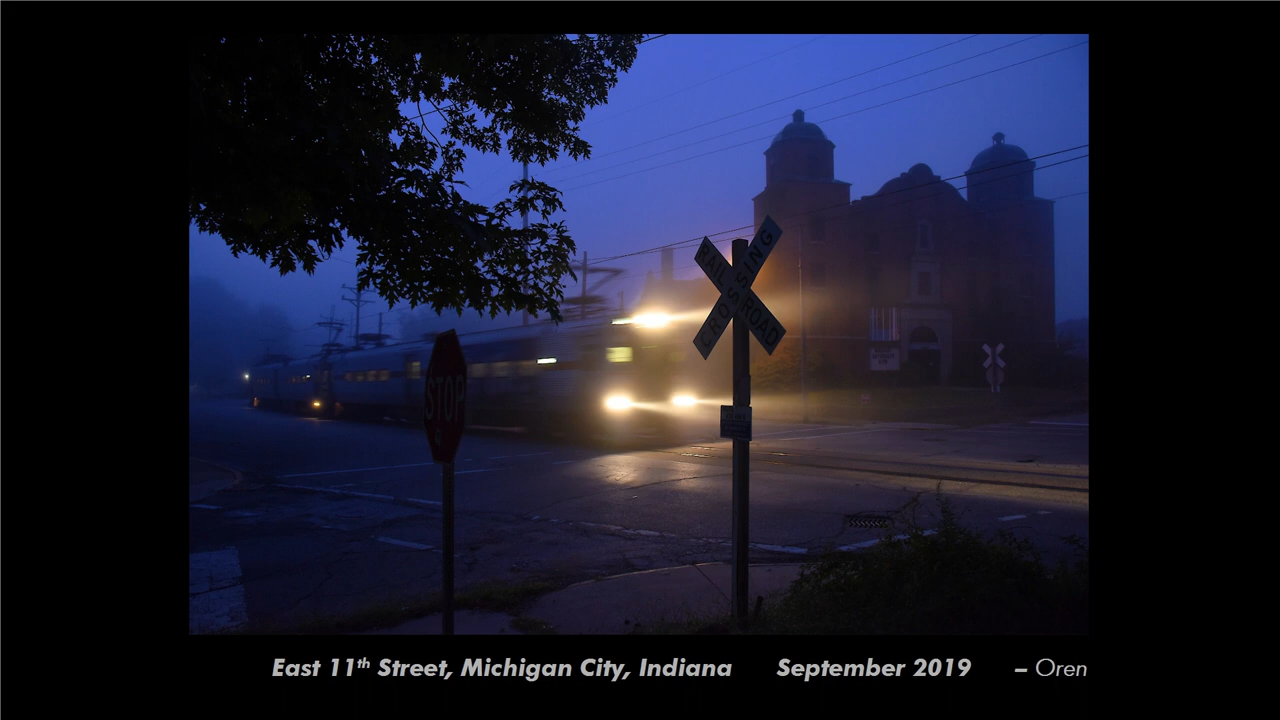 STOP
RAILROAD
CROSSING
East 11th Street, Michigan City, Indiana September 2019 – Oren